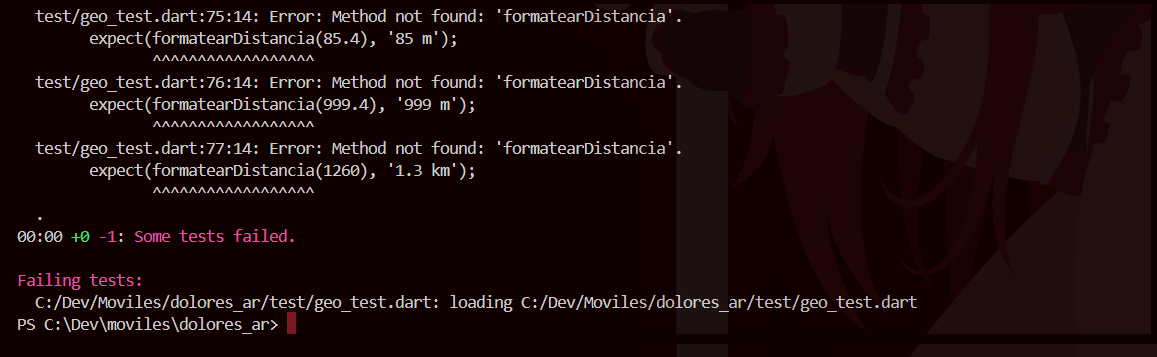 test/geo_test.dart:75:14: Error: Method not found: 'formatearDistancia'.
expect(formatearDistancia(85.4), '85 m');
^^^^^^^^^^^^^^^^^^
test/geo_test.dart:76:14: Error: Method not found: 'formatearDistancia'.
expect(formatearDistancia(999.4), '999 m');
^^^^^^^^^^^^^^^^^^
test/geo_test.dart:77:14: Error: Method not found: 'formatearDistancia'.
expect(formatearDistancia(1260), '1.3 km');
^^^^^^^^^^^^^^^^^^
.
00:00 +0 -1: Some tests failed.
Failing tests:
C:/Dev/Moviles/dolores_ar/test/geo_test.dart: loading C:/Dev/Moviles/dolores_ar/test/geo_test.dart
PS C:\Dev\moviles\dolores_ar>